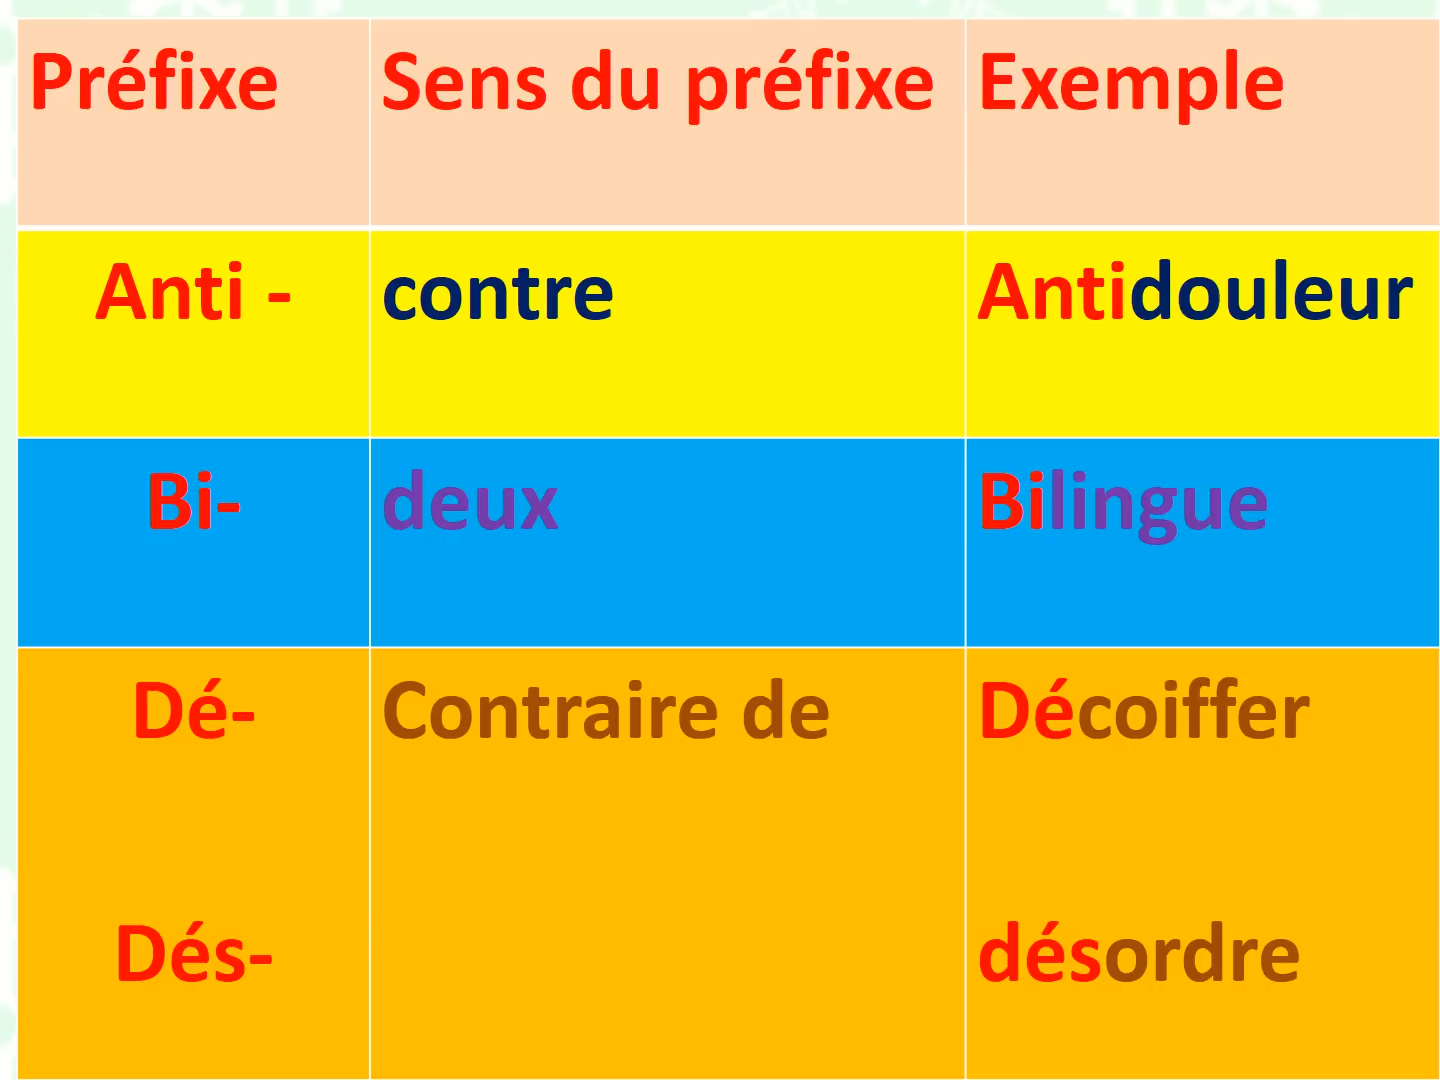 Préfixe Sens du préfixe Exemple
Anti - contre Antidouleur
Bi- deux Bilingue
Dé- Contraire de Décoiffer
Dés- désordre